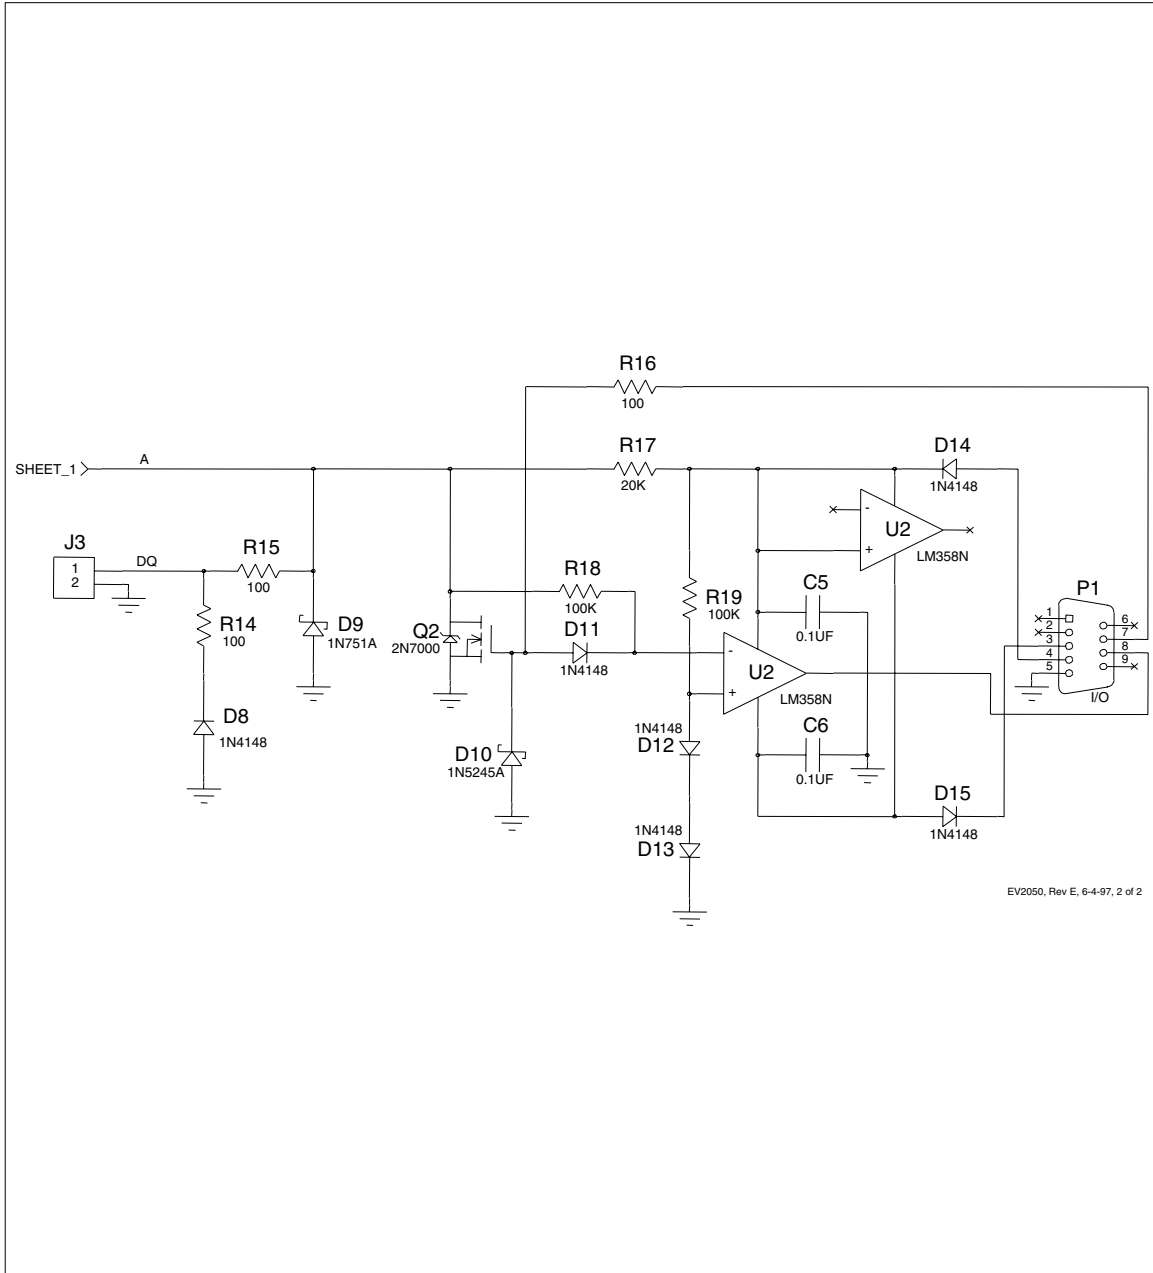 R16
100
R17
20K
D14
1N4148
SHEET_1
A
-
+
U2
LM358N
J3
1
2
DQ
R15
100
R18
100K
R19
100K
C5
0.1UF
P1
1
2
3
4
5
6
7
8
9
I/O
R14
100
D9
1N751A
Q2
2N7000
D11
1N4148
-
+
U2
LM358N
D8
1N4148
D10
1N5245A
1N4148
D12
C6
0.1UF
D15
1N4148
1N4148
D13
EV2050, Rev E, 6-4-97, 2 of 2